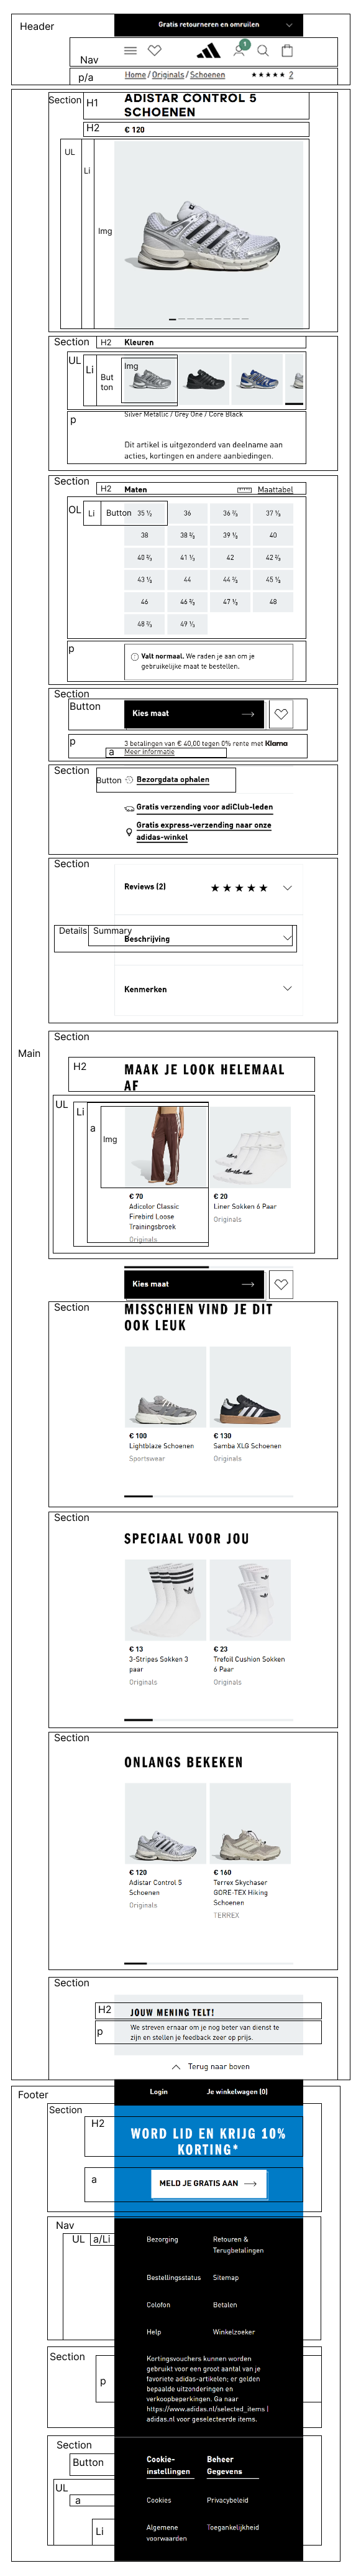 Header
Gratis retourneren en omruilen
1
Nav
p/a
Home / Originals / Schoenen
★★★★★ 2
Section
H1
ADISTAR CONTROL 5
SCHOENEN
H2
€ 120
UL
Li
Img
Section
H2
Kleuren
UL
Li
But
ton
Img
p
Silver Metallic / Grey One / Core Black
Dit artikel is uitgezonderd van deelname aan
acties, kortingen en andere aanbiedingen.
Section
H2
Maten
Maattabel
OL
Li
Button
35 ½ 36 36 ⅔ 37 ⅓
38 38 ⅔ 39 ⅓ 40
40 ⅔ 41 ⅓ 42 42 ⅔
43 ⅓ 44 44 ⅔ 45 ⅓
46 46 ⅔ 47 ⅓ 48
48 ⅔ 49 ⅓
p
Valt normaal. We raden je aan om je
gebruikelijke maat te bestellen.
Section
Button
Kies maat
p
3 betalingen van € 40,00 tegen 0% rente met Klarna
a
Meer informatie
Section
Button
Bezorgdata ophalen
Gratis verzending voor adiClub-leden
Gratis express-verzending naar onze
adidas-winkel
Section
Reviews (2)
★★★★★
Details
Summary
Beschrijving
Kenmerken
Main
Section
H2
MAAK JE LOOK HELEMAAL
AF
UL
Li
a
Img
€ 70
Adicolor Classic
Firebird Loose
Trainingsbroek
Originals
€ 20
Liner Sokken 6 Paar
Originals
Kies maat
Section
MISSCHIEN VIND JE DIT
OOK LEUK
€ 100
Lightblaze Schoenen
Sportswear
€ 130
Samba XLG Schoenen
Originals
Section
SPECIAAL VOOR JOU
€ 13
3-Stripes Sokken 3
paar
Originals
€ 23
Trefoil Cushion Sokken
6 Paar
Originals
Section
ONLANGS BEKEKEN
€ 120
Adistar Control 5
Schoenen
Originals
€ 160
Terrex Skychaser
GORE-TEX Hiking
Schoenen
TERREX
Section
H2
JOUW MENING TELT!
p
We streven ernaar om je nog beter van dienst te
zijn en stellen je feedback zeer op prijs.
Terug naar boven
Footer
Login
Je winkelwagen (0)
Section
H2
WORD LID EN KRIJG 10%
KORTING*
a
MELD JE GRATIS AAN
Nav
UL
a/Li
Bezorging
Retouren &
Terugbetalingen
Bestellingsstatus
Sitemap
Colofon
Betalen
Help
Winkelzoeker
Section
p
Kortingsvouchers kunnen worden
gebruikt voor een groot aantal van je
favoriete adidas-artikelen; er gelden
bepaalde uitzonderingen en
verkoopbeperkingen. Ga naar
https://www.adidas.nl/selected_items |
adidas.nl voor geselecteerde items.
Section
Button
Cookie-
instellingen
Beheer
Gegevens
UL
a
Cookies
Privacybeleid
Li
Algemene
voorwaarden
Toegankelijkheid